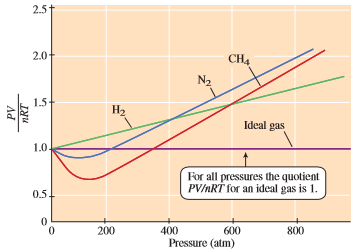 2.5
2.0
CH₄
N₂
PV
nRT
1.5
H₂
Ideal gas
1.0
For all pressures the quotient
PV/nRT for an ideal gas is 1.
0.5
0
0 200 400 600 800
Pressure (atm)